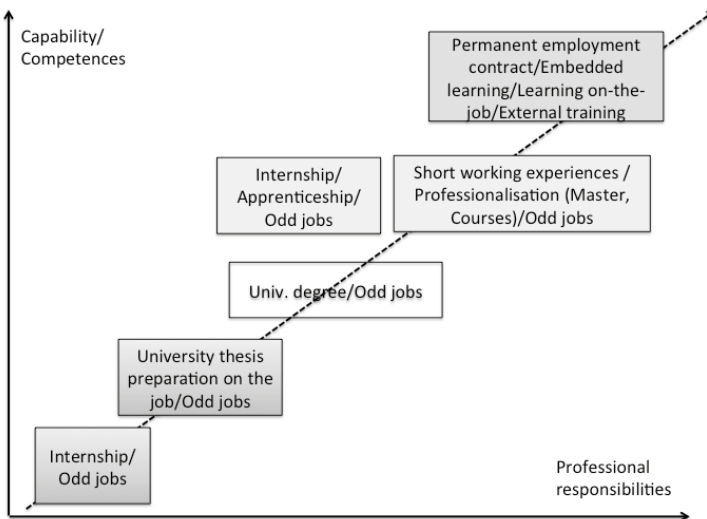 Capability/
Competences
Permanent employment
contract/Embedded
learning/Learning on-the-
job/External training
Internship/
Apprenticeship/
Odd jobs
Short working experiences /
Professionalisation (Master,
Courses)/Odd jobs
Univ. degree/Odd jobs
University thesis
preparation on the
job/Odd jobs
Internship/
Odd jobs
Professional
responsibilities